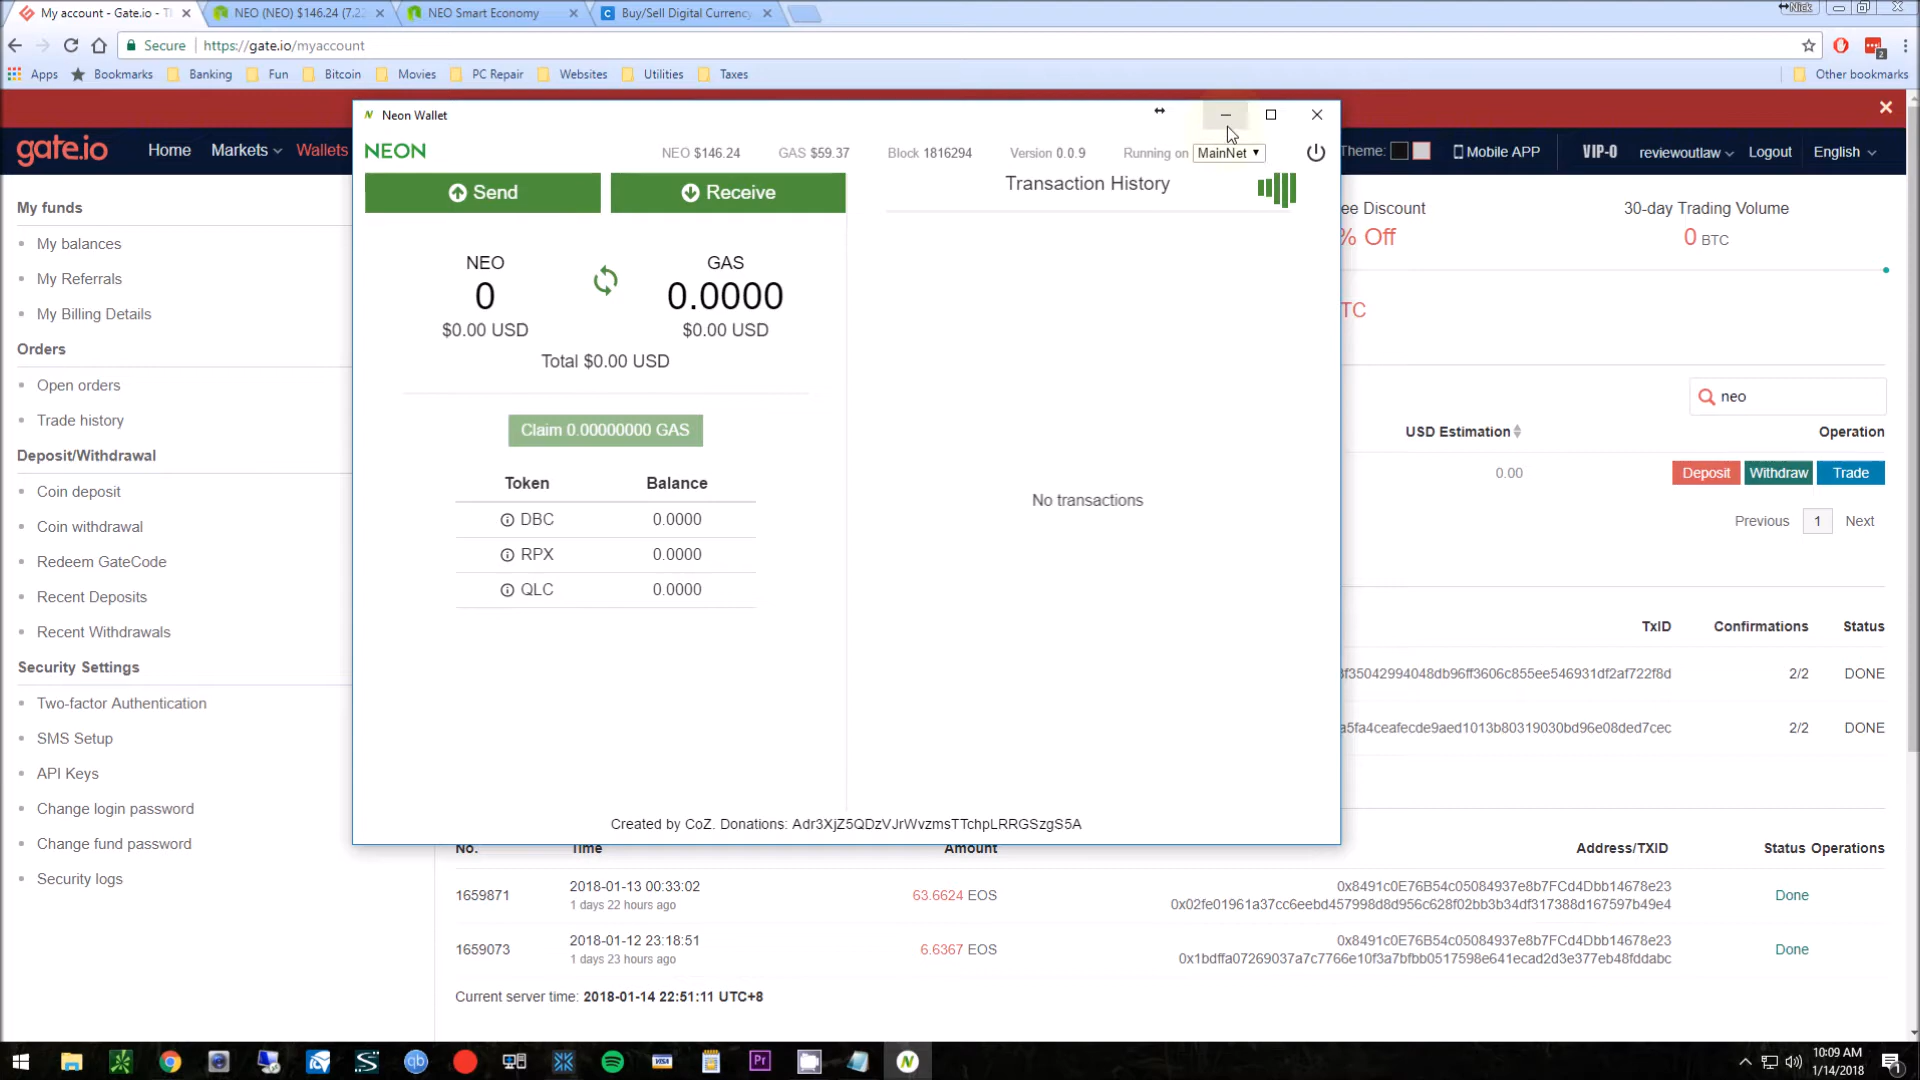 My account - Gate.io - T
NEO (NEO) $146.24 (7.2
NEO Smart Economy
Buy/Sell Digital Currency
Nick
Secure https://gate.io/myaccount
2
Apps Bookmarks Banking Fun Bitcoin Movies PC Repair Websites Utilities Taxes Other bookmarks
gate.io Home Markets Wallets
Theme: Mobile APP VIP-0 reviewoutlaw Logout English
Neon Wallet
NEON NEO $146.24 GAS $59.37 Block 1816294 Version 0.0.9 Running on MainNet
Send Receive Transaction History
NEO GAS
0 0.0000
$0.00 USD $0.00 USD
Total $0.00 USD
Claim 0.00000000 GAS
Token Balance
DBC 0.0000
RPX 0.0000
QLC 0.0000
No transactions
Created by CoZ. Donations: Adr3XjZ5QDzVJrWvzmsTTchpLRRGSzgS5A
My funds
My balances
My Referrals
My Billing Details
Orders
Open orders
Trade history
Deposit/Withdrawal
Coin deposit
Coin withdrawal
Redeem GateCode
Recent Deposits
Recent Withdrawals
Security Settings
Two-factor Authentication
SMS Setup
API Keys
Change login password
Change fund password
Security logs
ee Discount 30-day Trading Volume
% Off 0 BTC
TC
neo
USD Estimation Operation
0.00 Deposit Withdraw Trade
Previous 1 Next
TxID Confirmations Status
f35042994048db96ff3606c855ee546931df2af722f8d 2/2 DONE
a5fa4ceafecde9aed1013b80319030bd96e08ded7cec 2/2 DONE
No. Time Amount Address/TXID Status Operations
1659871 2018-01-13 00:33:02 63.6624 EOS 0x8491c0E76B54c05084937e8b7FCd4Dbb14678e23 Done
1 days 22 hours ago 0x02fe01961a37cc6eebd457998d8d956c628f02bb3b34df317388d167597b49e4
1659073 2018-01-12 23:18:51 6.6367 EOS 0x8491c0E76B54c05084937e8b7FCd4Dbb14678e23 Done
1 days 23 hours ago 0x1bdffa07269037a7c7766e10f3a7bfbb0517598e641ecad2d3e377eb48fddabc
Current server time: 2018-01-14 22:51:11 UTC+8
qb VISA Pr
10:09 AM
1/14/2018
1